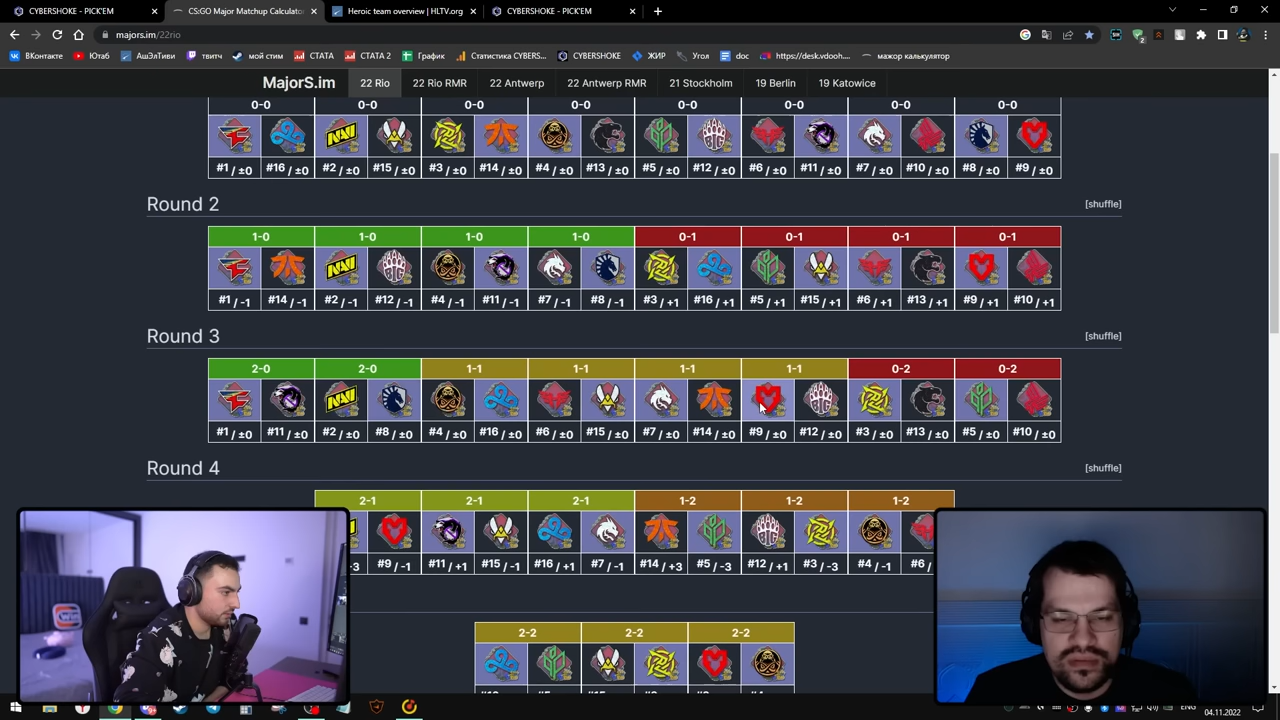 CYBERSHOKE - PICK'EM
CS:GO Major Matchup Calculato
Heroic team overview | HLTV.org
CYBERSHOKE - PICK'EM
majors.im/22rio
ВКонтакте
Ютаб
АшЭлТиви
твитч
мой стим
СТАТА
СТАТА 2
График
Статистика CYBERS...
CYBERSHOKE
ЖИР
Угол
doc
https://desk.vdooh...
мажор калькулятор
MajorS.im
22 Rio
22 Rio RMR
22 Antwerp
22 Antwerp RMR
21 Stockholm
19 Berlin
19 Katowice
0-0 0-0 0-0 0-0 0-0 0-0 0-0 0-0
#1 / ±0 #16 / ±0 #2 / ±0 #15 / ±0 #3 / ±0 #14 / ±0 #4 / ±0 #13 / ±0 #5 / ±0 #12 / ±0 #6 / ±0 #11 / ±0 #7 / ±0 #10 / ±0 #8 / ±0 #9 / ±0
Round 2
[shuffle]
1-0 1-0 1-0 1-0 0-1 0-1 0-1 0-1
#1 / -1 #14 / -1 #2 / -1 #12 / -1 #4 / -1 #11 / -1 #7 / -1 #8 / -1 #3 / +1 #16 / +1 #5 / +1 #15 / +1 #6 / +1 #13 / +1 #9 / +1 #10 / +1
Round 3
[shuffle]
2-0 2-0 1-1 1-1 1-1 1-1 0-2 0-2
#1 / ±0 #11 / ±0 #2 / ±0 #8 / ±0 #4 / ±0 #16 / ±0 #6 / ±0 #15 / ±0 #7 / ±0 #14 / ±0 #9 / ±0 #12 / ±0 #3 / ±0 #13 / ±0 #5 / ±0 #10 / ±0
Round 4
[shuffle]
2-1 2-1 2-1 1-2 1-2 1-2
-3 #9 / -1 #11 / +1 #15 / -1 #16 / +1 #7 / -1 #14 / +3 #5 / -3 #12 / +1 #3 / -3 #4 / -1 #6 /
2-2 2-2 2-2
win
ENG
04.11.2022